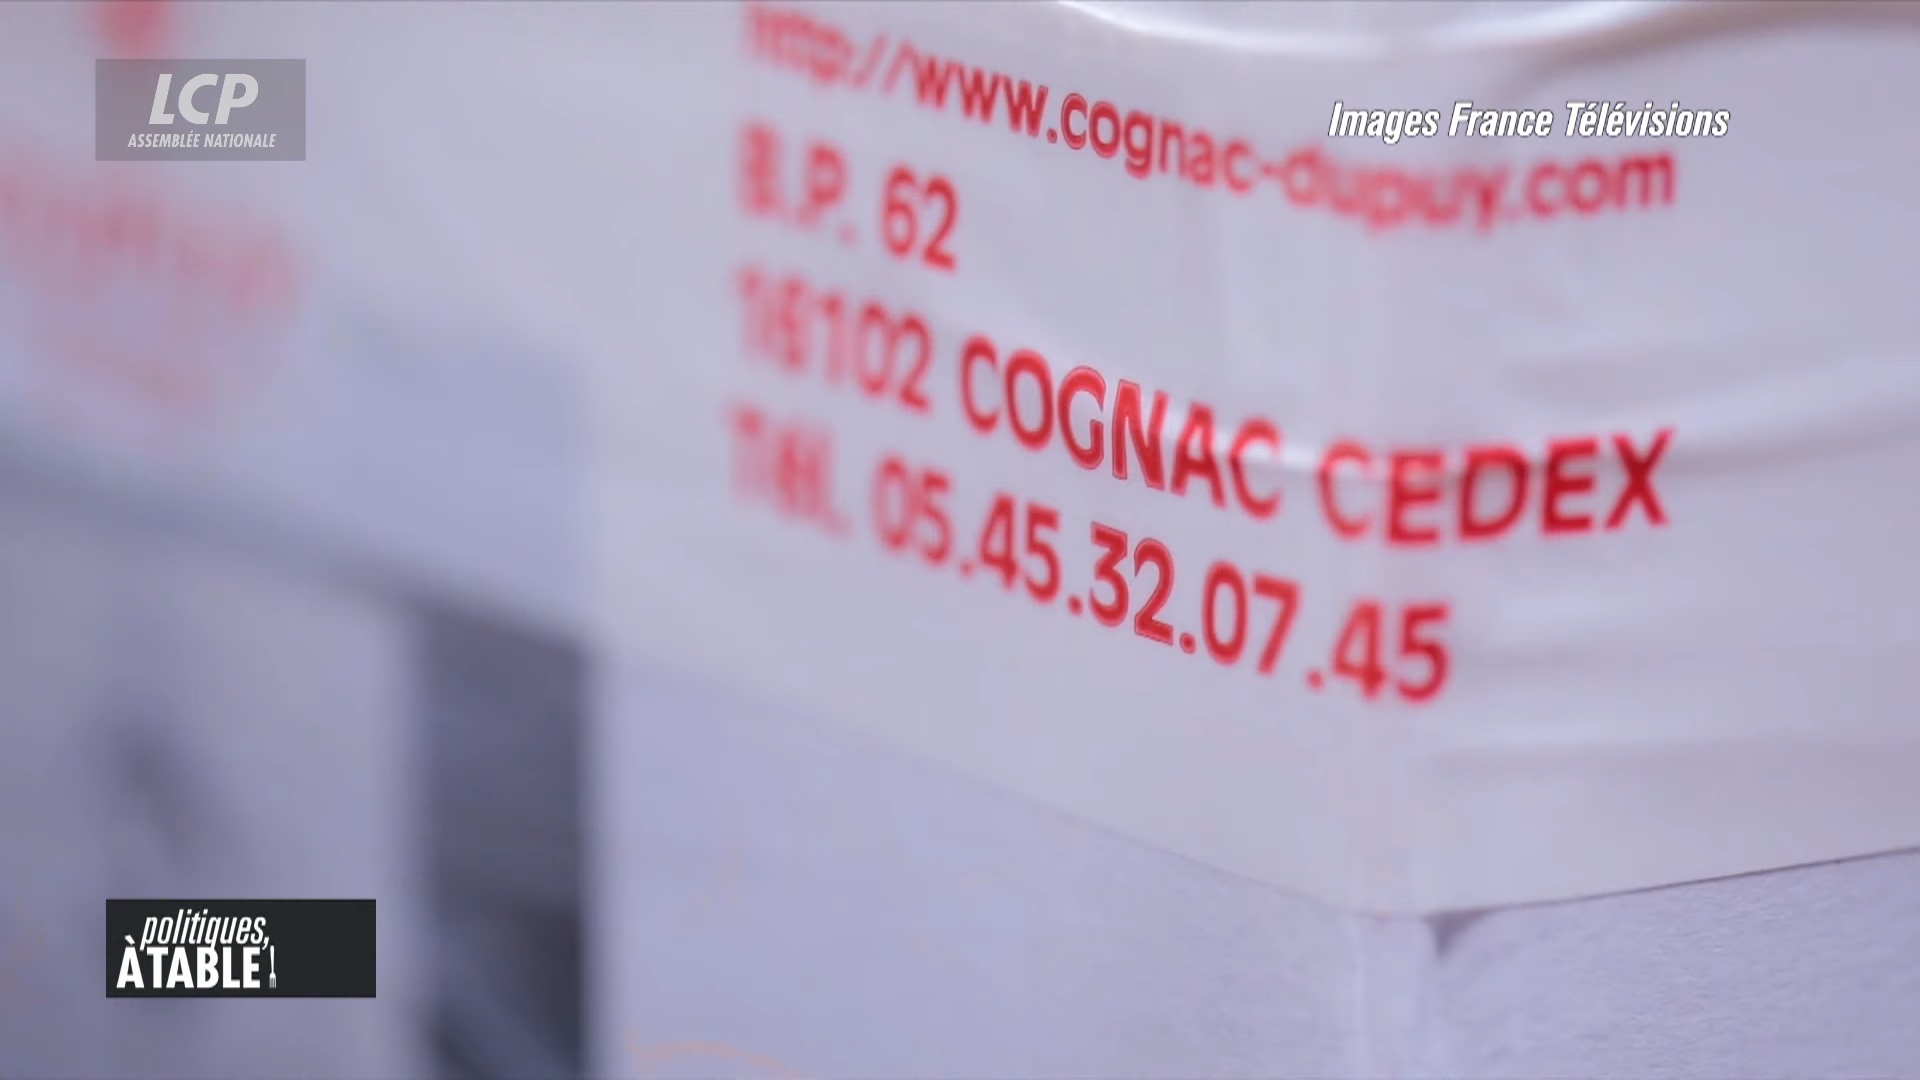 LCP
ASSEMBLÉE NATIONALE
Images France Télévisions
http://www.cognac-dupuy.com
B.P. 62
16102 COGNAC CEDEX
Tél. 05.45.32.07.45
politiques,
À TABLE!